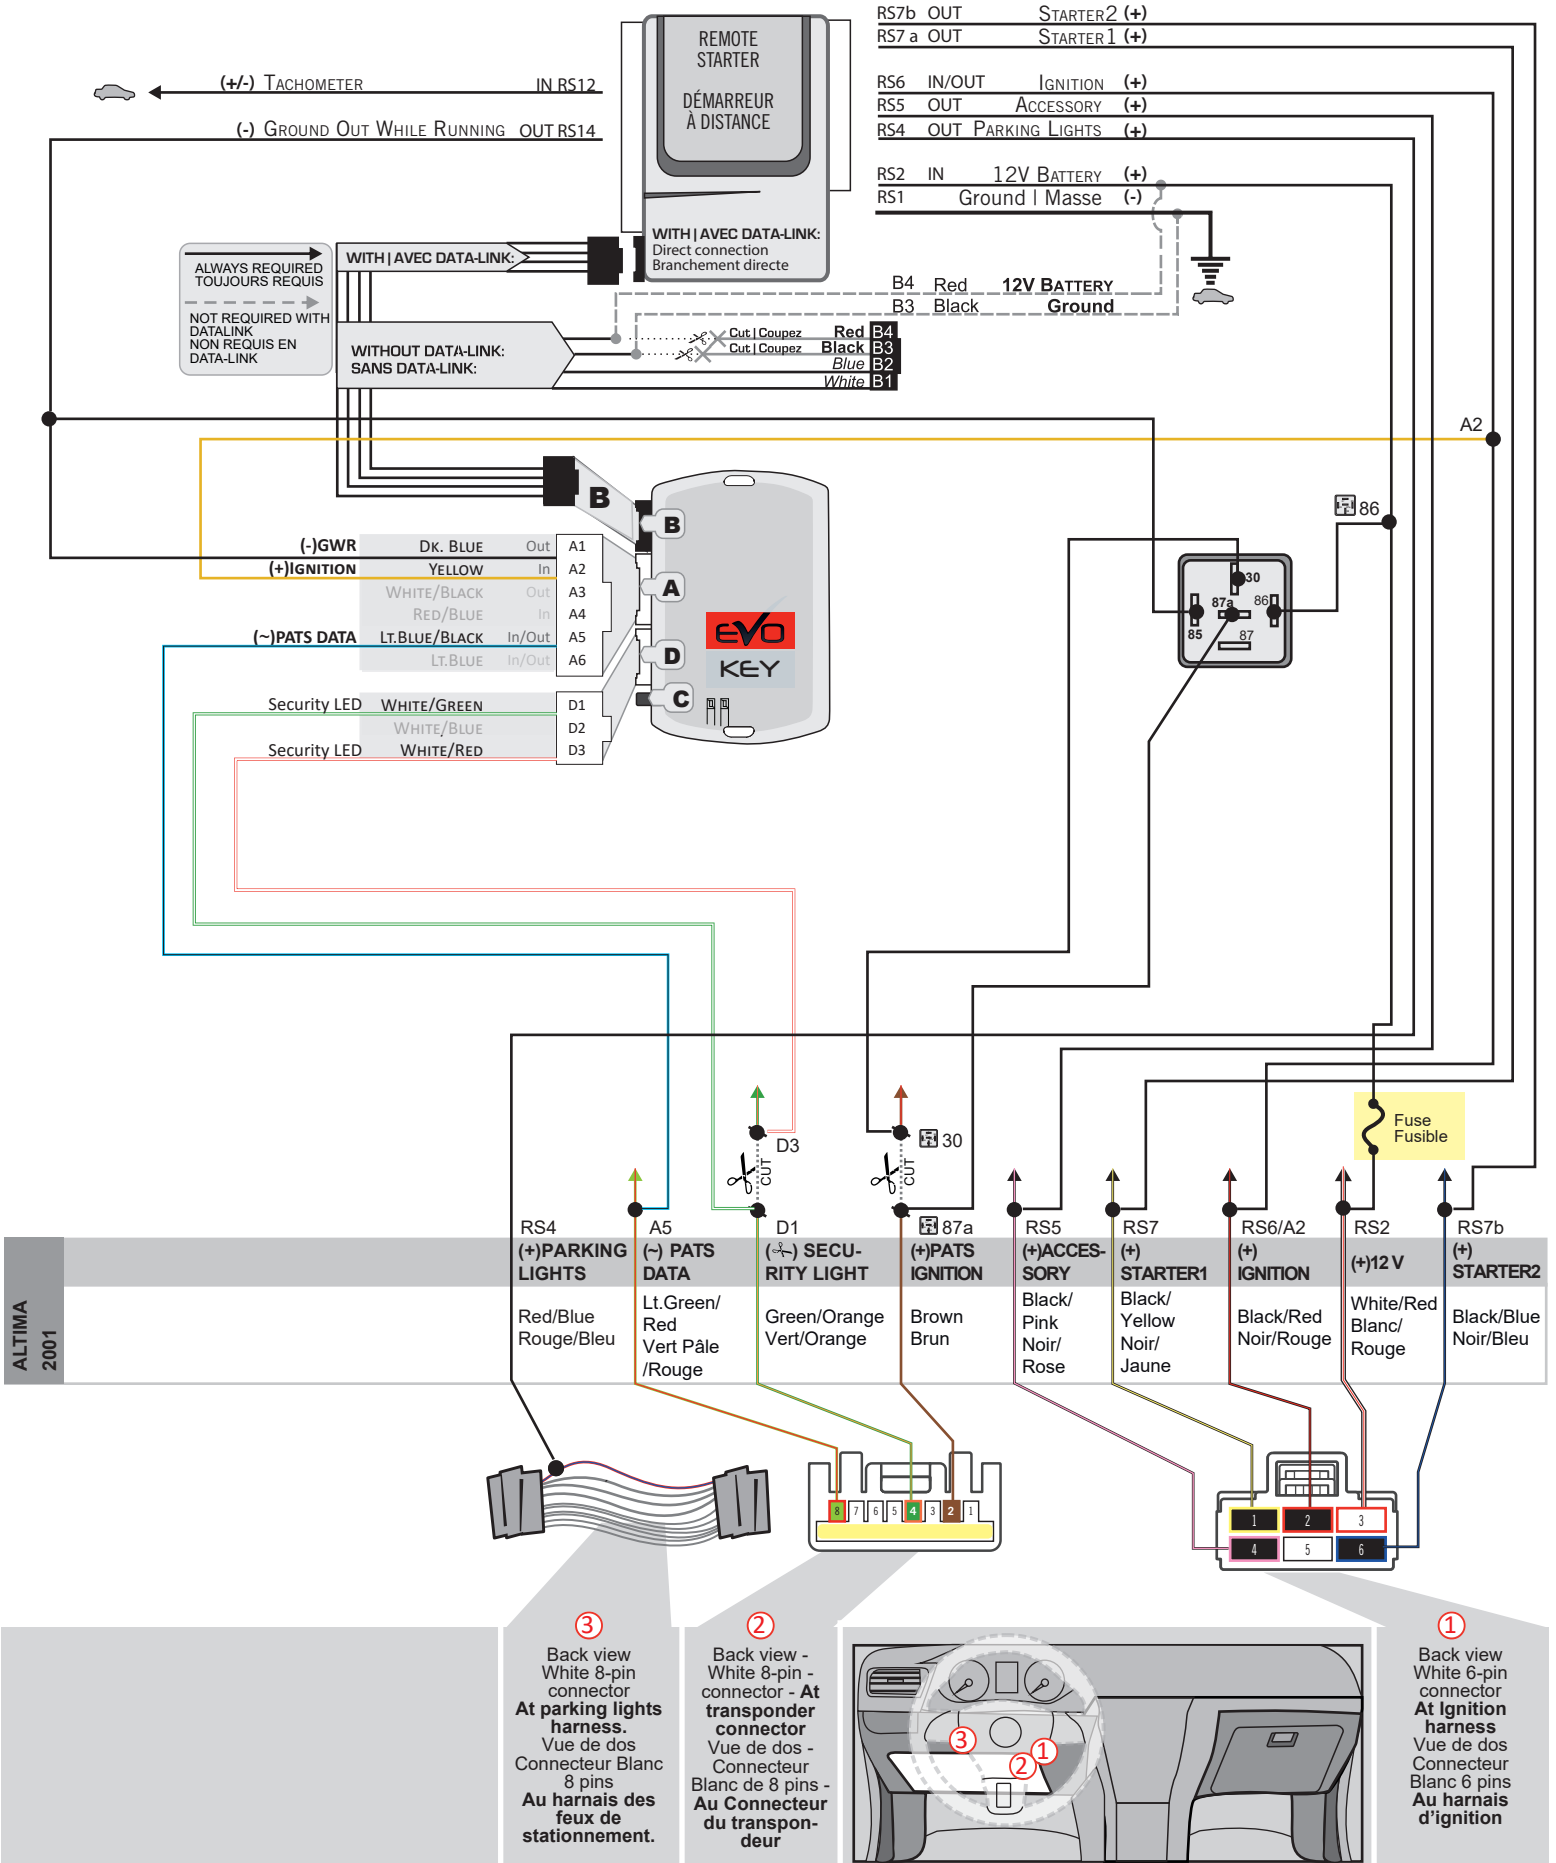 REMOTE
STARTER
DÉMARREUR
À DISTANCE
(+/-) TACHOMETER IN RS12
(-) GROUND OUT WHILE RUNNING OUT RS14
RS7b OUT STARTER2 (+)
RS7 a OUT STARTER1 (+)
RS6 IN/OUT IGNITION (+)
RS5 OUT ACCESSORY (+)
RS4 OUT PARKING LIGHTS (+)
RS2 IN 12V BATTERY (+)
RS1 Ground | Masse (-)
WITH | AVEC DATA-LINK:
Direct connection
Branchement directe
ALWAYS REQUIRED
TOUJOURS REQUIS
NOT REQUIRED WITH
DATALINK
NON REQUIS EN
DATA-LINK
WITH | AVEC DATA-LINK:
WITHOUT DATA-LINK:
SANS DATA-LINK:
B4 Red 12V BATTERY
B3 Black Ground
Cut | Coupez Red B4
Cut | Coupez Black B3
Blue B2
White B1
A2
86
B
B
A
D
C
EVO
KEY
(-)GWR DK. BLUE Out A1
(+)IGNITION YELLOW In A2
WHITE/BLACK Out A3
RED/BLUE In A4
(~)PATS DATA LT.BLUE/BLACK In/Out A5
LT.BLUE In/Out A6
Security LED WHITE/GREEN D1
WHITE/BLUE D2
Security LED WHITE/RED D3
30
87a
86
85
87
Fuse
Fusible
D3
CUT
30
CUT
RS4
A5
D1
87a
RS5
RS7
RS6/A2
RS2
RS7b
(+)PARKING
LIGHTS
(~) PATS
DATA
( ) SECU-
RITY LIGHT
(+)PATS
IGNITION
(+)ACCES-
SORY
(+)
STARTER1
(+)
IGNITION
(+)12 V
(+)
STARTER2
ALTIMA
2001
Red/Blue
Rouge/Bleu
Lt.Green/
Red
Vert Pâle
/Rouge
Green/Orange
Vert/Orange
Brown
Brun
Black/
Pink
Noir/
Rose
Black/
Yellow
Noir/
Jaune
Black/Red
Noir/Rouge
White/Red
Blanc/
Rouge
Black/Blue
Noir/Bleu
8 7 6 5 4 3 2 1
1 2 3
4 5 6
3
Back view
White 8-pin
connector
At parking lights
harness.
Vue de dos
Connecteur Blanc
8 pins
Au harnais des
feux de
stationnement.
2
Back view -
White 8-pin -
connector - At
transponder
connector
Vue de dos -
Connecteur
Blanc de 8 pins -
Au Connecteur
du transpon-
deur
3
2
1
1
Back view
White 6-pin
connector
At Ignition
harness
Vue de dos
Connecteur
Blanc 6 pins
Au harnais
d'ignition